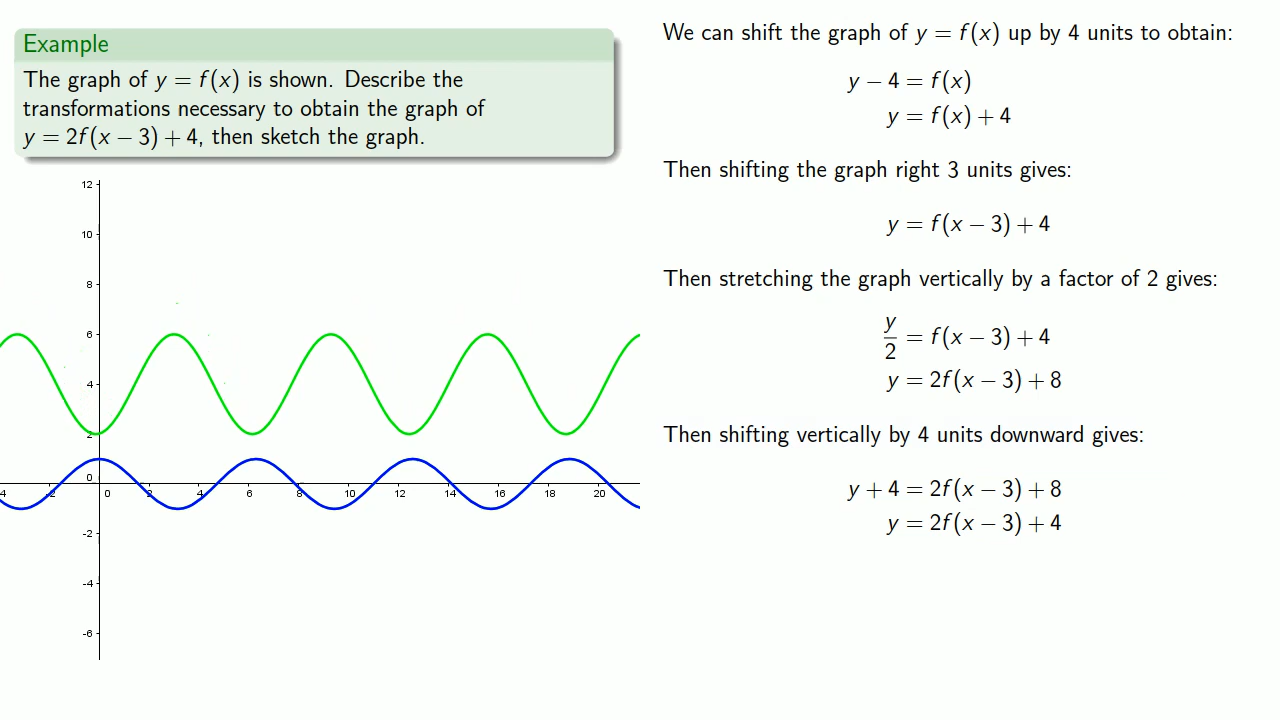 Example
The graph of y = f(x) is shown. Describe the
transformations necessary to obtain the graph of
y = 2f(x − 3) + 4, then sketch the graph.
12
10
8
6
4
2
0
-2
-4
-6
4 -2 0 2 4 6 8 10 12 14 16 18 20
We can shift the graph of y = f(x) up by 4 units to obtain:
y − 4 = f(x)
y = f(x) + 4
Then shifting the graph right 3 units gives:
y = f(x − 3) + 4
Then stretching the graph vertically by a factor of 2 gives:
y/2 = f(x − 3) + 4
y = 2f(x − 3) + 8
Then shifting vertically by 4 units downward gives:
y + 4 = 2f(x − 3) + 8
y = 2f(x − 3) + 4